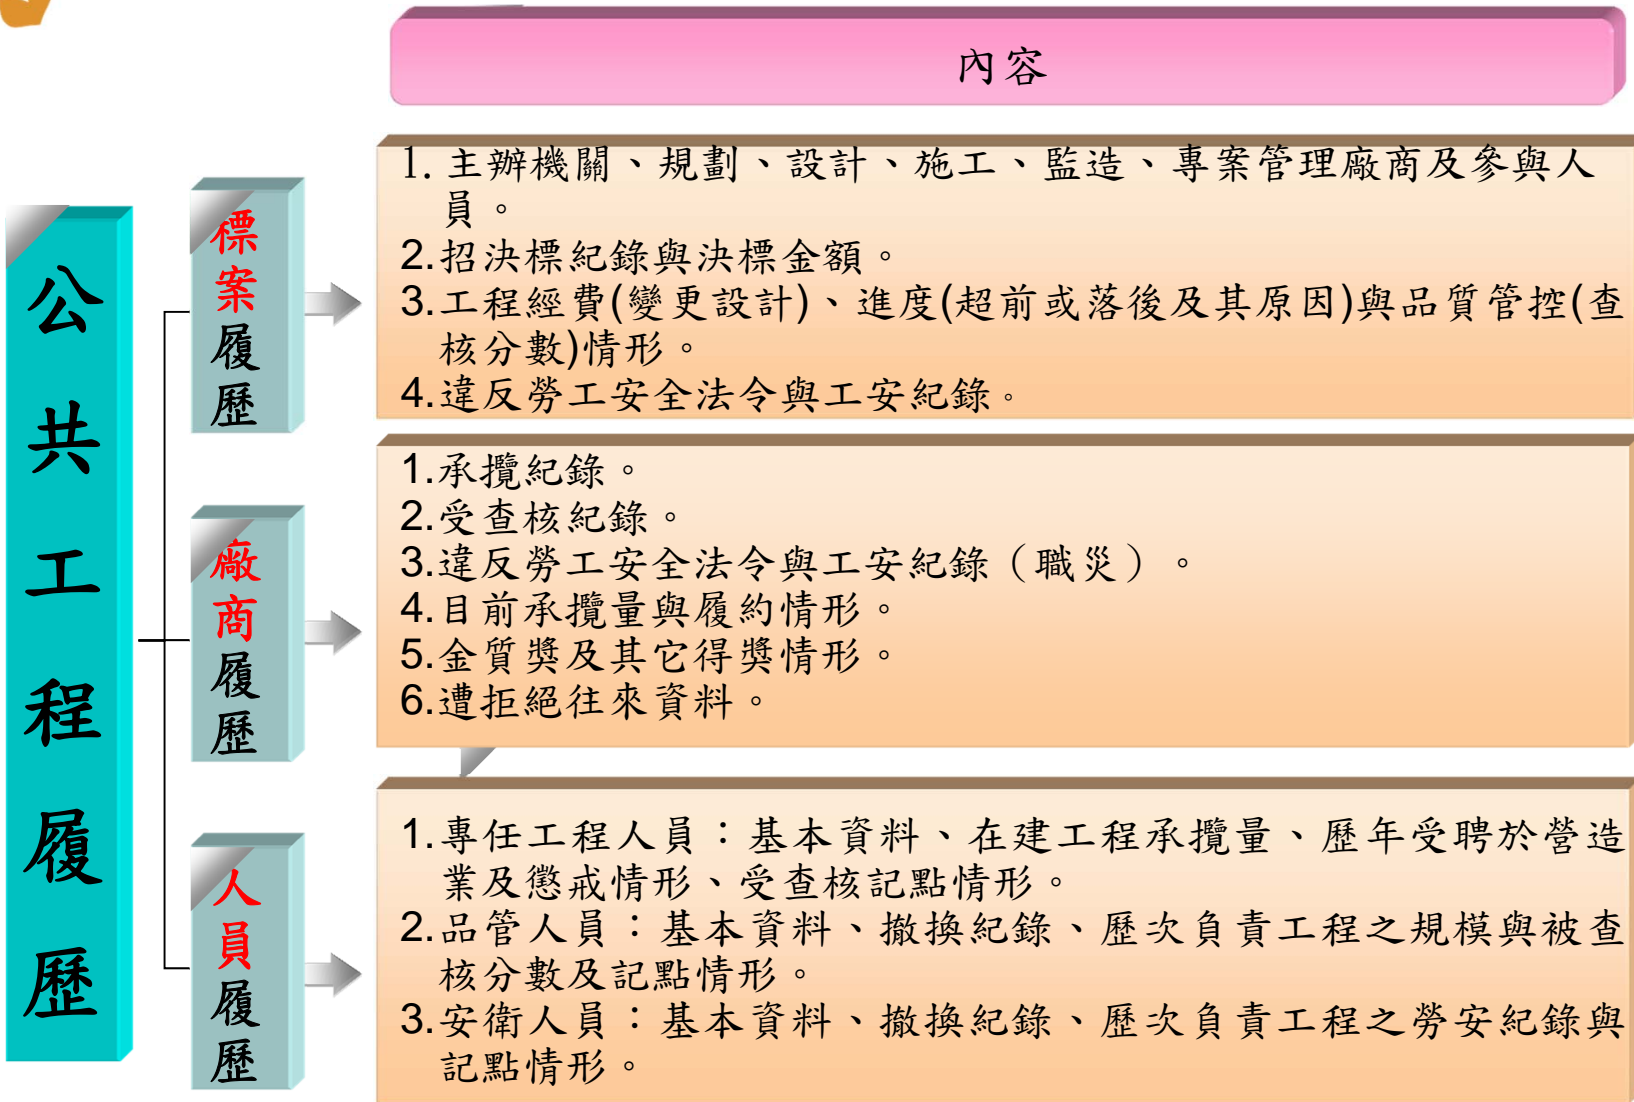 內容
公共工程履歷
標案履歷
1.主辦機關、規劃、設計、施工、監造、專案管理廠商及參與人
員。
2.招決標紀錄與決標金額。
3.工程經費(變更設計)、進度(超前或落後及其原因)與品質管控(查
核分數)情形。
4.違反勞工安全法令與工安紀錄。
廠商履歷
1.承攬紀錄。
2.受查核紀錄。
3.違反勞工安全法令與工安紀錄（職災）。
4.目前承攬量與履約情形。
5.金質獎及其它得獎情形。
6.遭拒絕往來資料。
人員履歷
1.專任工程人員：基本資料、在建工程承攬量、歷年受聘於營造
業及懲戒情形、受查核記點情形。
2.品管人員：基本資料、撤換紀錄、歷次負責工程之規模與被查
核分數及記點情形。
3.安衛人員：基本資料、撤換紀錄、歷次負責工程之勞安紀錄與
記點情形。